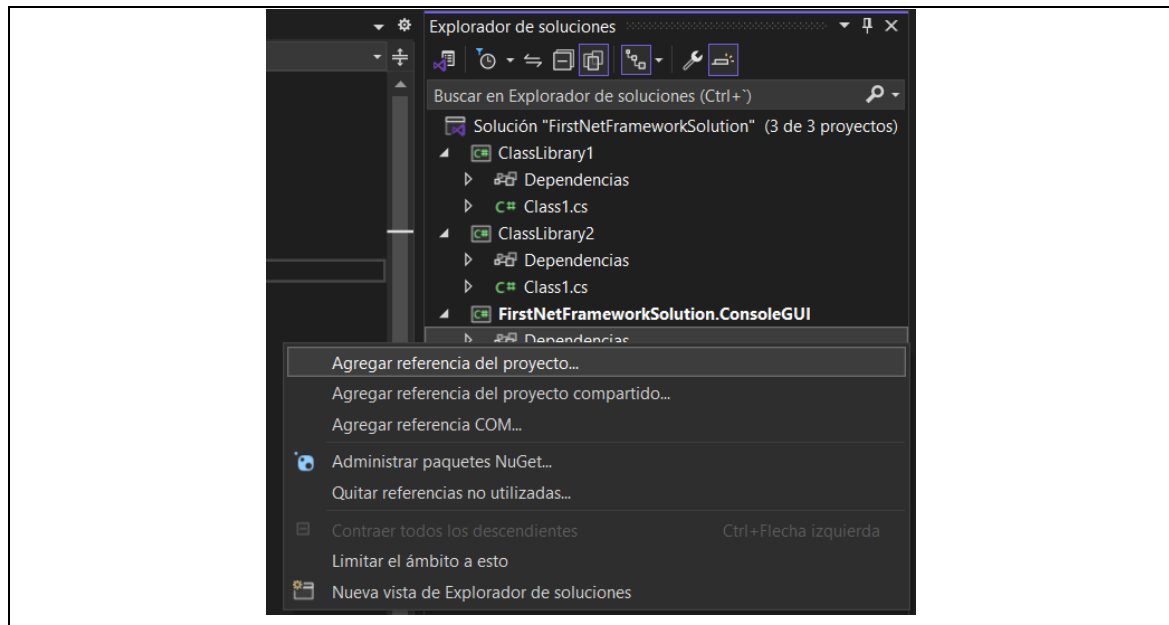 Explorador de soluciones
Buscar en Explorador de soluciones (Ctrl+`)
Solución "FirstNetFrameworkSolution" (3 de 3 proyectos)
C# ClassLibrary1
Dependencias
C# Class1.cs
C# ClassLibrary2
Dependencias
C# Class1.cs
C# FirstNetFrameworkSolution.ConsoleGUI
Dependencias
Agregar referencia del proyecto...
Agregar referencia del proyecto compartido...
Agregar referencia COM...
Administrar paquetes NuGet...
Quitar referencias no utilizadas...
Contraer todos los descendientes Ctrl+Flecha izquierda
Limitar el ámbito a esto
Nueva vista de Explorador de soluciones